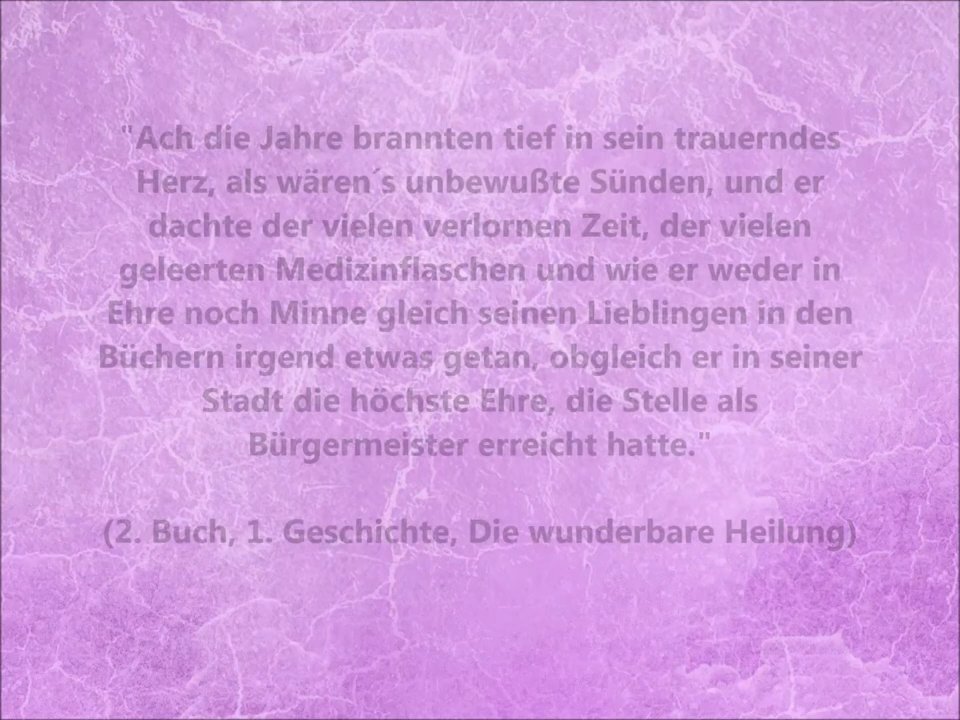 "Ach die Jahre brannten tief in sein trauerndes
Herz, als wären´s unbewußte Sünden, und er
dachte der vielen verlornen Zeit, der vielen
geleerten Medizinflaschen und wie er weder in
Ehre noch Minne gleich seinen Lieblingen in den
Büchern irgend etwas getan, obgleich er in seiner
Stadt die höchste Ehre, die Stelle als
Bürgermeister erreicht hatte."
(2. Buch, 1. Geschichte, Die wunderbare Heilung)